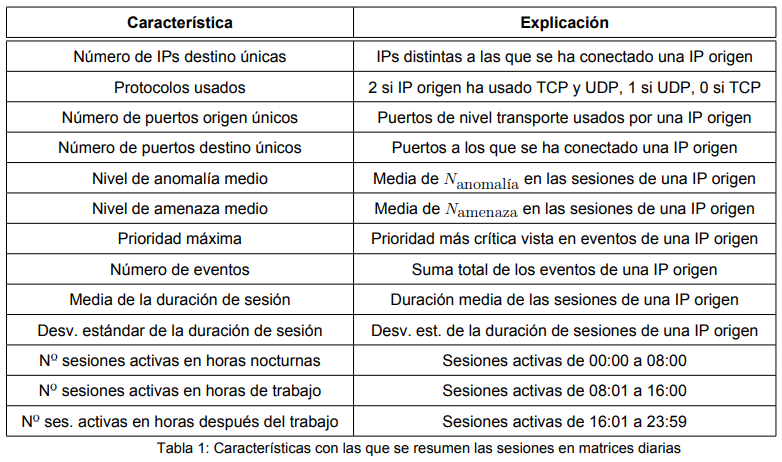 Característica Explicación
Número de IPs destino únicas IPs distintas a las que se ha conectado una IP origen
Protocolos usados 2 si IP origen ha usado TCP y UDP, 1 si UDP, 0 si TCP
Número de puertos origen únicos Puertos de nivel transporte usados por una IP origen
Número de puertos destino únicos Puertos a los que se ha conectado una IP origen
Nivel de anomalía medio Media de N_anomalía en las sesiones de una IP origen
Nivel de amenaza medio Media de N_amenaza en las sesiones de una IP origen
Prioridad máxima Prioridad más crítica vista en eventos de una IP origen
Número de eventos Suma total de los eventos de una IP origen
Media de la duración de sesión Duración media de las sesiones de una IP origen
Desv. estándar de la duración de sesión Desv. est. de la duración de sesiones de una IP origen
Nº sesiones activas en horas nocturnas Sesiones activas de 00:00 a 08:00
Nº sesiones activas en horas de trabajo Sesiones activas de 08:01 a 16:00
Nº ses. activas en horas después del trabajo Sesiones activas de 16:01 a 23:59
Tabla 1: Características con las que se resumen las sesiones en matrices diarias